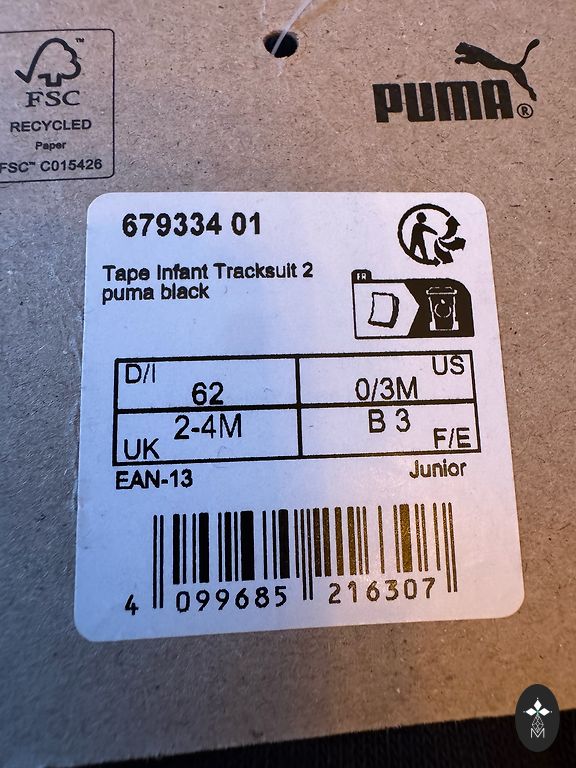 FSC™
RECYCLED
Paper
FSC™ C015426
PUMA®
679334 01
Tape Infant Tracksuit 2
puma black
FR
D/I 62
0/3M US
UK 2-4M
B 3 F/E
EAN-13
Junior
4 099685 216307
M